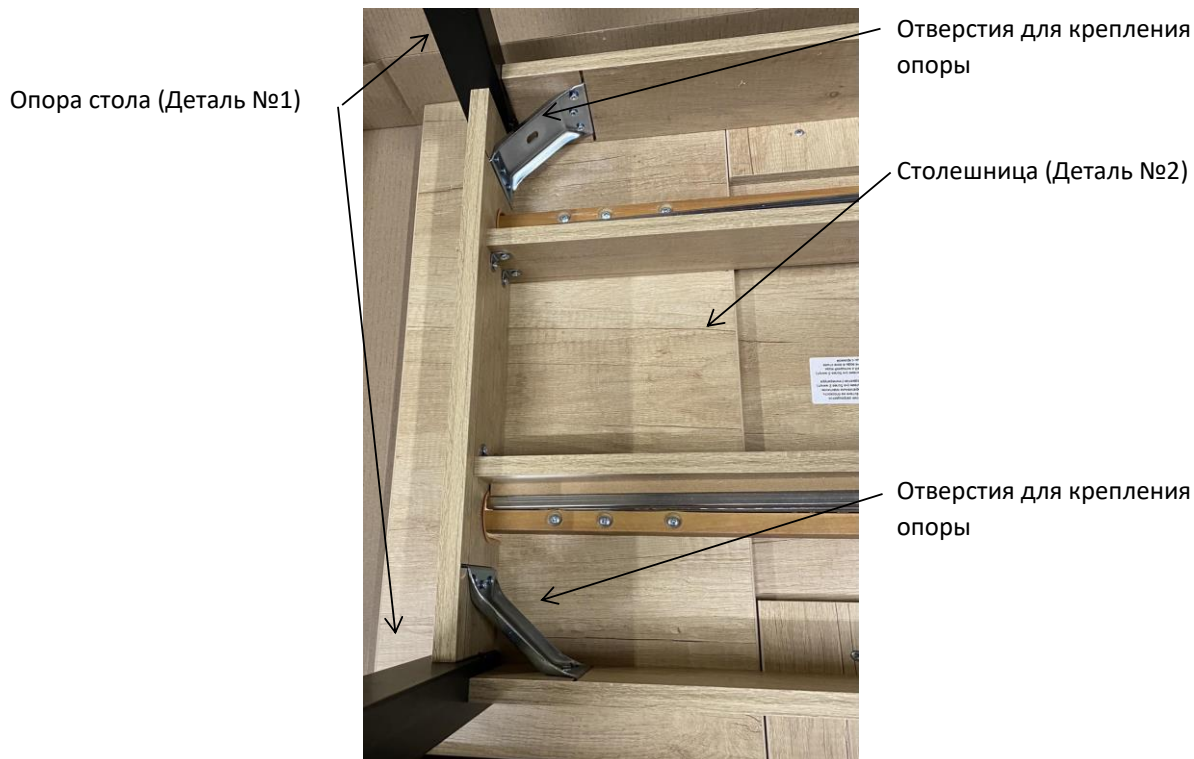 Отверстия для крепления
опоры
Опора стола (Деталь №1)
Столешница (Деталь №2)
Отверстия для крепления
опоры